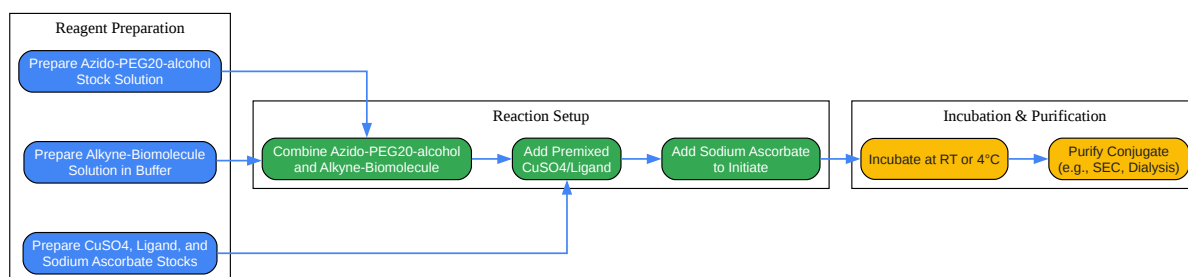 Reagent Preparation
Prepare Azido-PEG20-alcohol
Stock Solution
Prepare Alkyne-Biomolecule
Solution in Buffer
Prepare CuSO4, Ligand, and
Sodium Ascorbate Stocks
Reaction Setup
Combine Azido-PEG20-alcohol
and Alkyne-Biomolecule
Add Premixed
CuSO4/Ligand
Add Sodium Ascorbate
to Initiate
Incubation & Purification
Incubate at RT or 4°C
Purify Conjugate
(e.g., SEC, Dialysis)